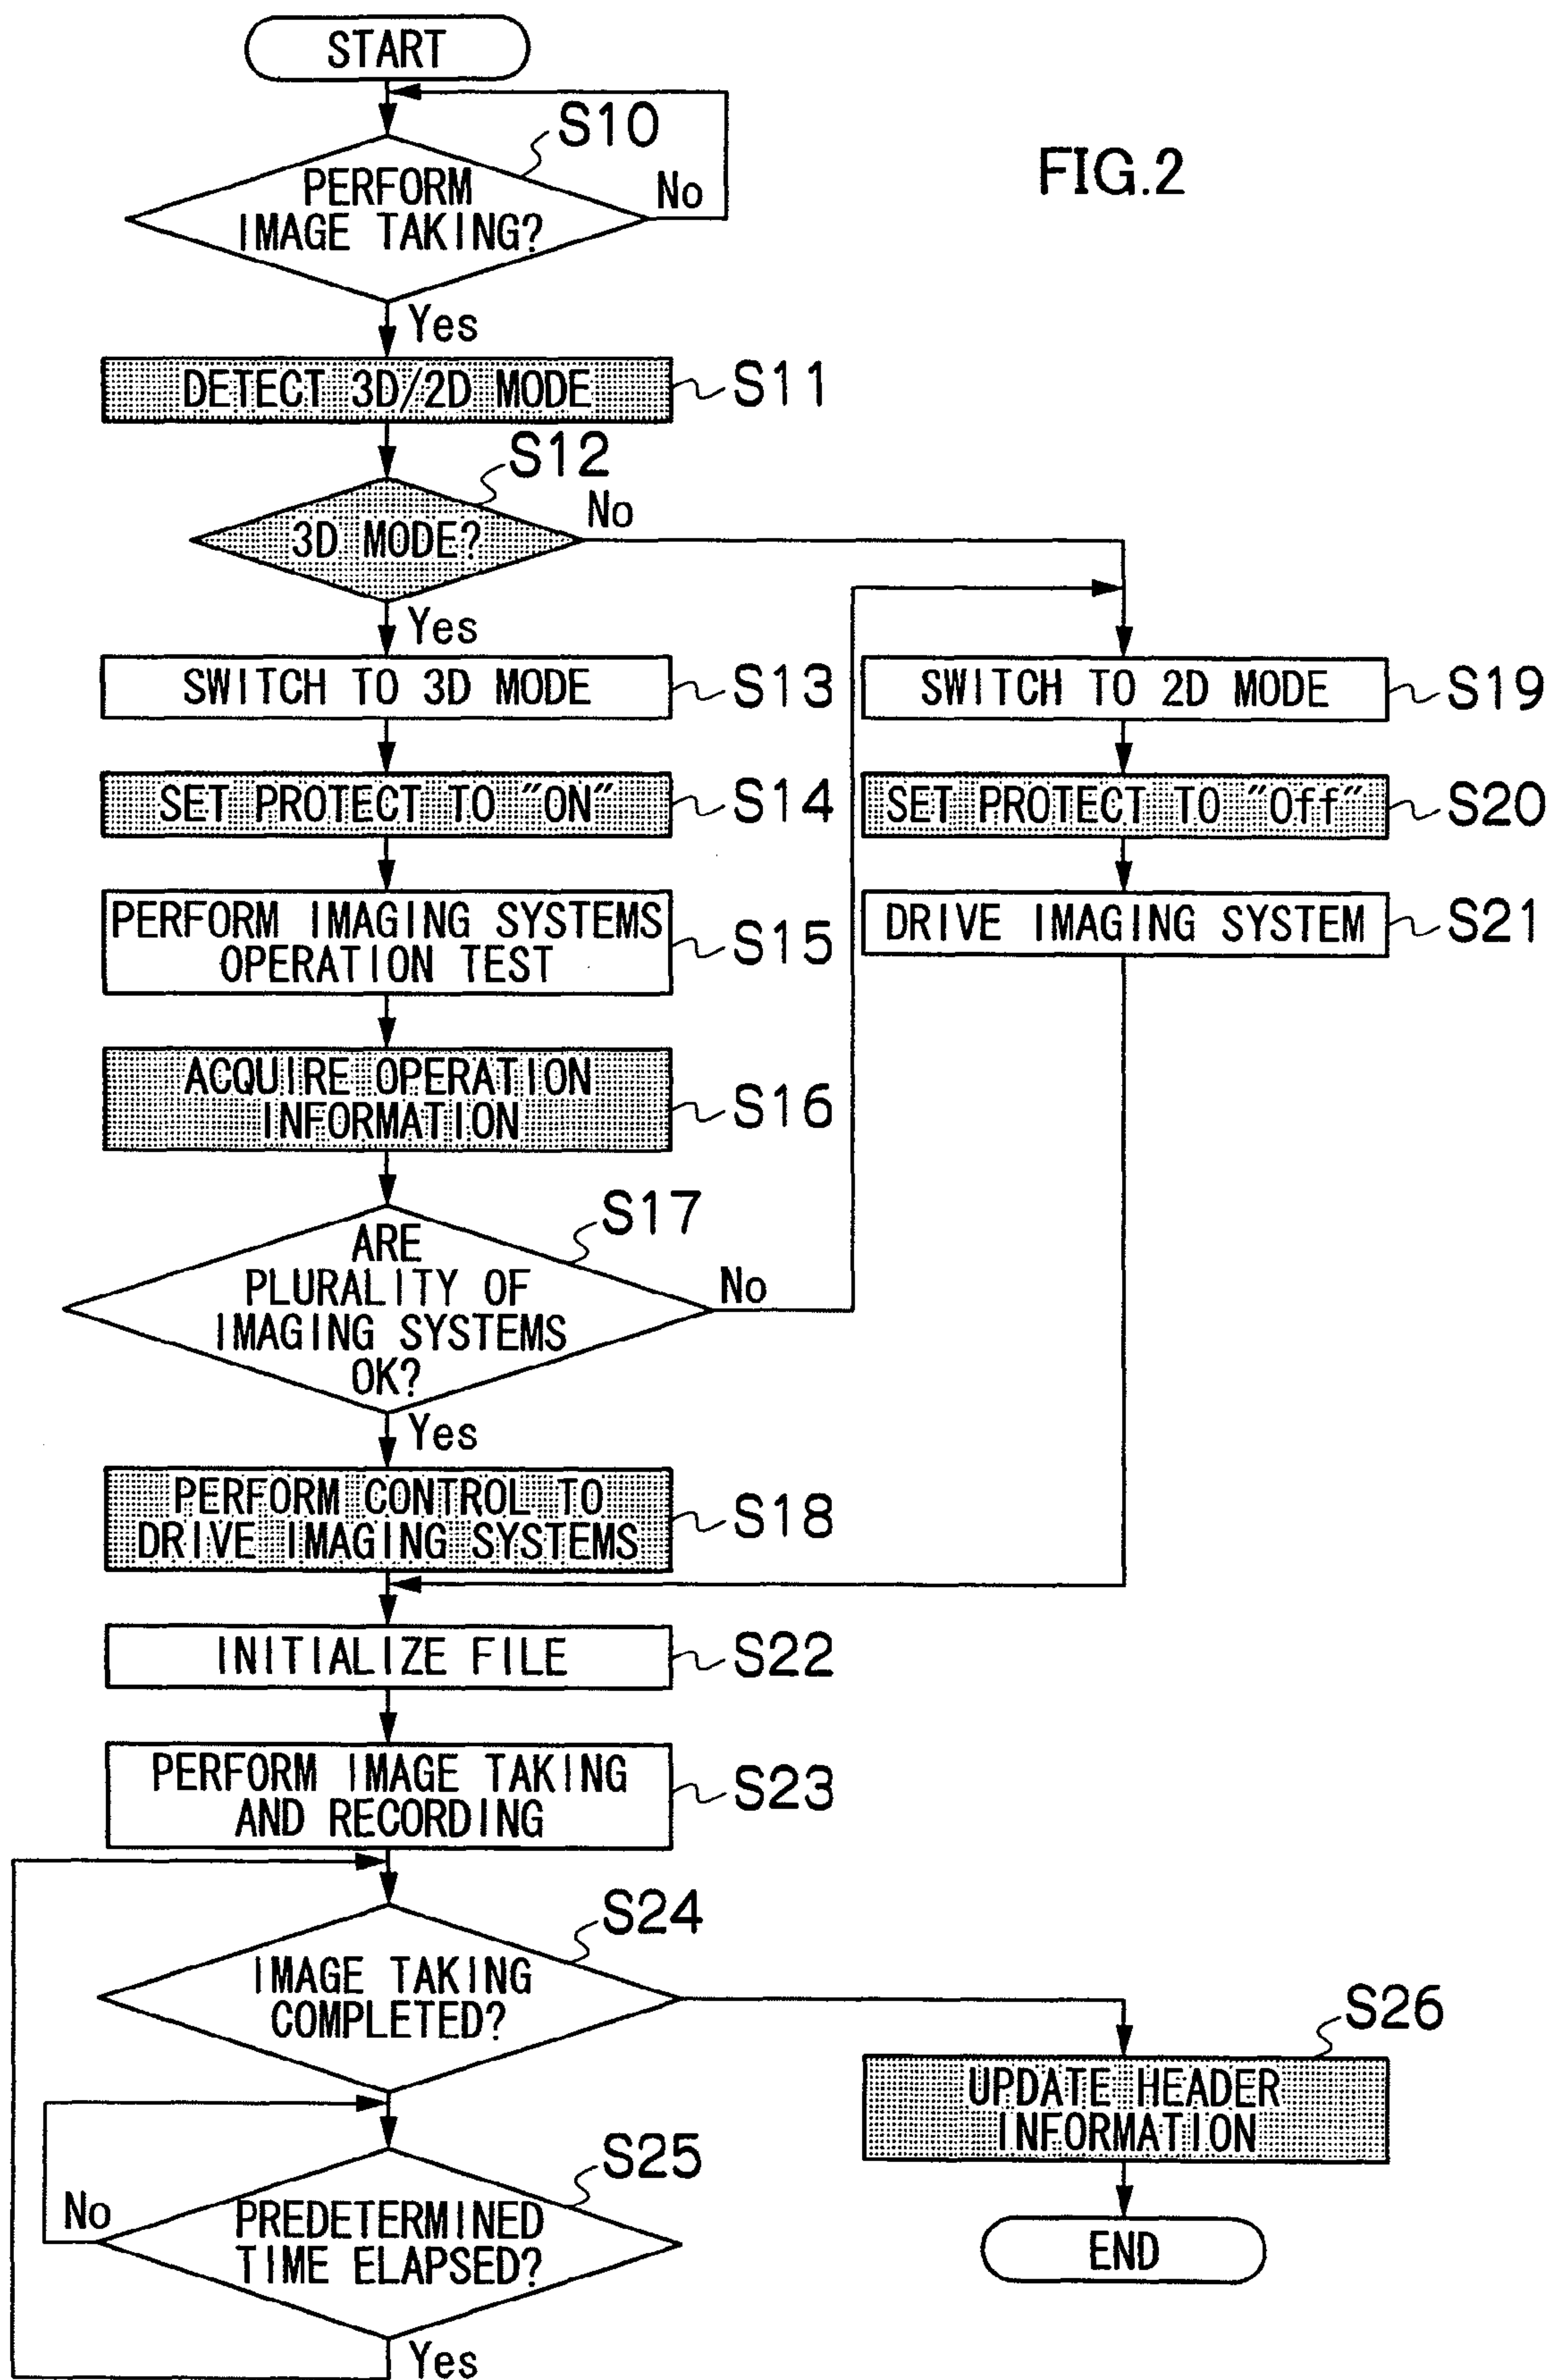 START
FIG.2
S10
PERFORM
IMAGE TAKING?
No
Yes
DETECT 3D/2D MODE
S11
S12
3D MODE?
No
Yes
SWITCH TO 3D MODE
S13
SET PROTECT TO "ON"
S14
PERFORM IMAGING SYSTEMS
OPERATION TEST
S15
ACQUIRE OPERATION
INFORMATION
S16
S17
ARE
PLURALITY OF
IMAGING SYSTEMS
OK?
No
Yes
PERFORM CONTROL TO
DRIVE IMAGING SYSTEMS
S18
SWITCH TO 2D MODE
S19
SET PROTECT TO "Off"
S20
DRIVE IMAGING SYSTEM
S21
INITIALIZE FILE
S22
PERFORM IMAGE TAKING
AND RECORDING
S23
S24
IMAGE TAKING
COMPLETED?
S25
PREDETERMINED
TIME ELAPSED?
No
Yes
S26
UPDATE HEADER
INFORMATION
END